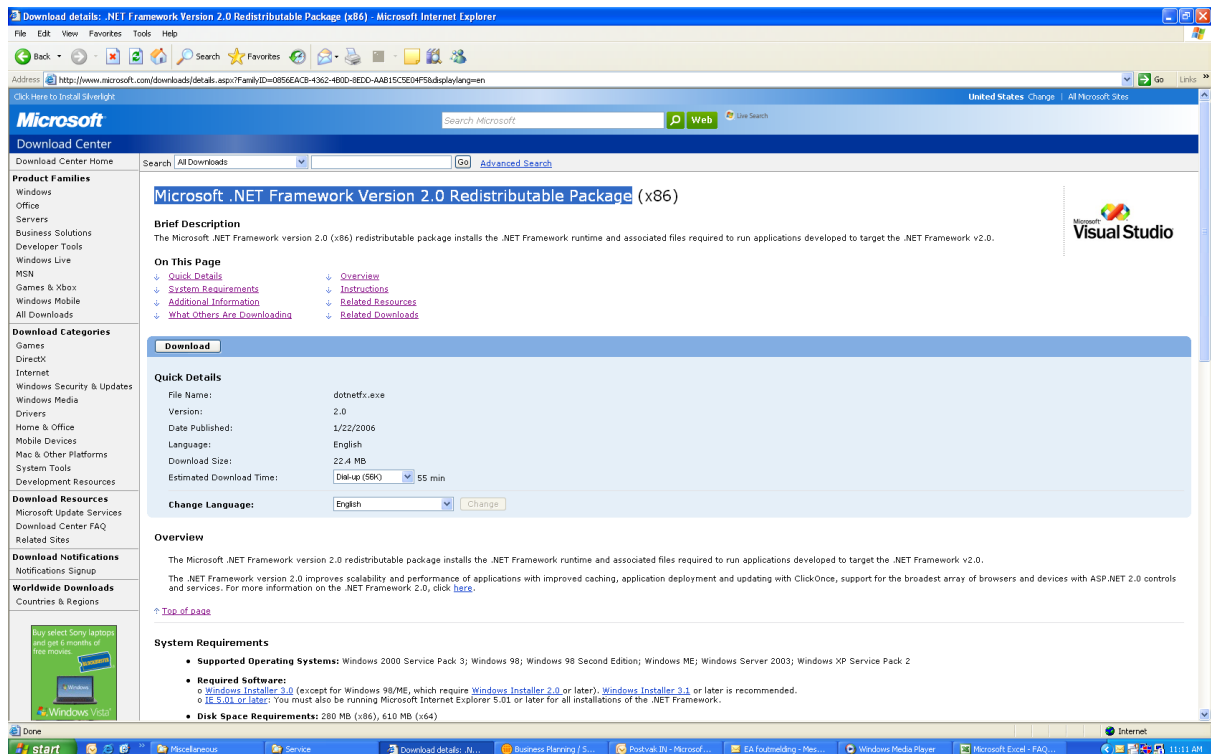 Download details: .NET Framework Version 2.0 Redistributable Package (x86) - Microsoft Internet Explorer
File Edit View Favorites Tools Help
Back Search Favorites
Address http://www.microsoft.com/downloads/details.aspx?FamilyID=0856EACB-4362-4B0D-8EDD-AAB15C5E04F5&displaylang=en Go Links »
Click Here to Install Silverlight United States Change | All Microsoft Sites
Microsoft Search Microsoft Web Live Search
Download Center
Download Center Home
Product Families
Windows
Office
Servers
Business Solutions
Developer Tools
Windows Live
MSN
Games & Xbox
Windows Mobile
All Downloads
Download Categories
Games
DirectX
Internet
Windows Security & Updates
Windows Media
Drivers
Home & Office
Mobile Devices
Mac & Other Platforms
System Tools
Development Resources
Download Resources
Microsoft Update Services
Download Center FAQ
Related Sites
Download Notifications
Notifications Signup
Worldwide Downloads
Countries & Regions
Buy select Sony laptops
and get 6 months of
free movies.
Windows Vista
Search All Downloads Go Advanced Search
Microsoft .NET Framework Version 2.0 Redistributable Package (x86)
Microsoft
Visual Studio
Brief Description
The Microsoft .NET Framework version 2.0 (x86) redistributable package installs the .NET Framework runtime and associated files required to run applications developed to target the .NET Framework v2.0.
On This Page
Quick Details Overview
System Requirements Instructions
Additional Information Related Resources
What Others Are Downloading Related Downloads
Download
Quick Details
File Name: dotnetfx.exe
Version: 2.0
Date Published: 1/22/2006
Language: English
Download Size: 22.4 MB
Estimated Download Time: Dial-up (56K) 55 min
Change Language: English Change
Overview
The Microsoft .NET Framework version 2.0 redistributable package installs the .NET Framework runtime and associated files required to run applications developed to target the .NET Framework v2.0.
The .NET Framework version 2.0 improves scalability and performance of applications with improved caching, application deployment and updating with ClickOnce, support for the broadest array of browsers and devices with ASP.NET 2.0 controls
and services. For more information on the .NET Framework 2.0, click here.
Top of page
System Requirements
• Supported Operating Systems: Windows 2000 Service Pack 3; Windows 98; Windows 98 Second Edition; Windows ME; Windows Server 2003; Windows XP Service Pack 2
• Required Software:
o Windows Installer 3.0 (except for Windows 98/ME, which require Windows Installer 2.0 or later). Windows Installer 3.1 or later is recommended.
o IE 5.01 or later: You must also be running Microsoft Internet Explorer 5.01 or later for all installations of the .NET Framework.
• Disk Space Requirements: 280 MB (x86), 610 MB (x64)
Done Internet
start » Miscellaneous Service Download details: .N... Business Planning / S... Postvak IN - Microsof... EA foutmelding - Mes... Windows Media Player Microsoft Excel - FAQ... 11:11 AM